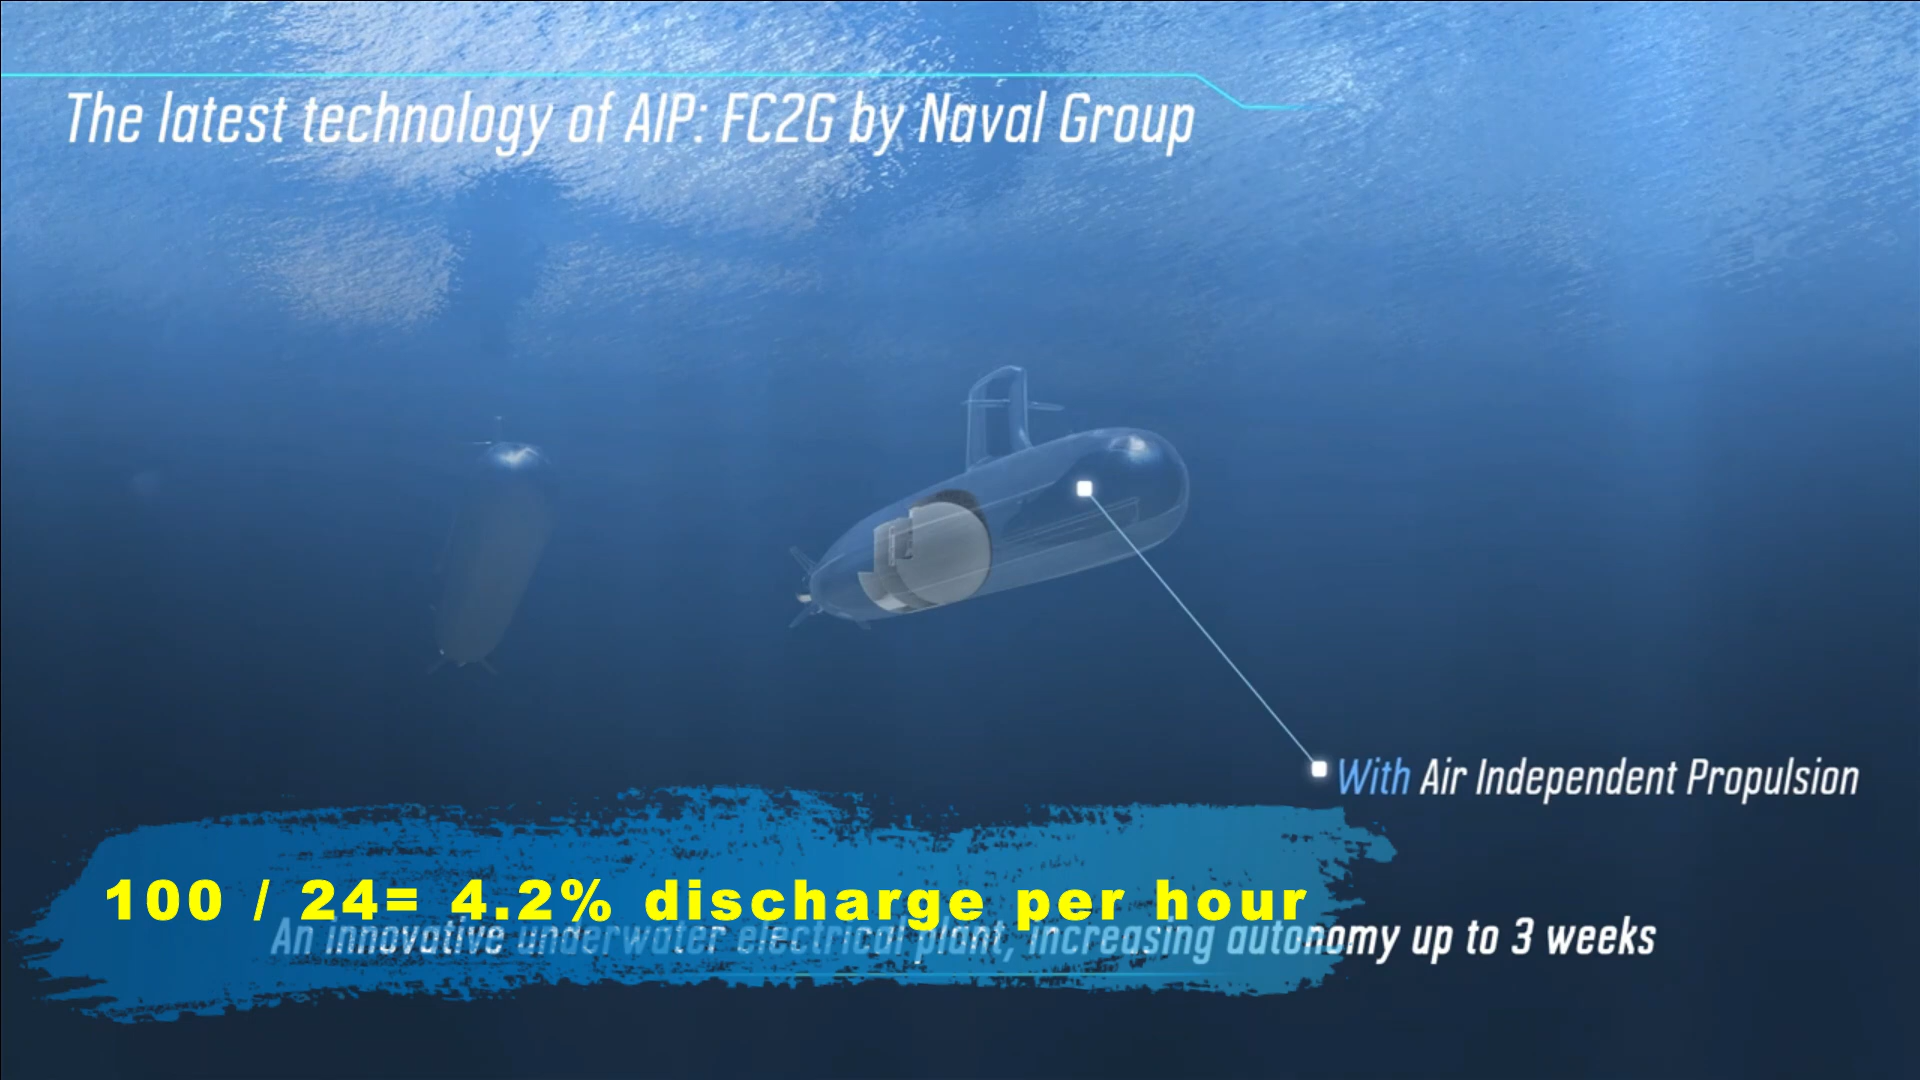 The latest technology of AIP: FC2G by Naval Group
With Air Independent Propulsion
100 / 24= 4.2% discharge per hour
An innovative underwater electrical plant, increasing autonomy up to 3 weeks